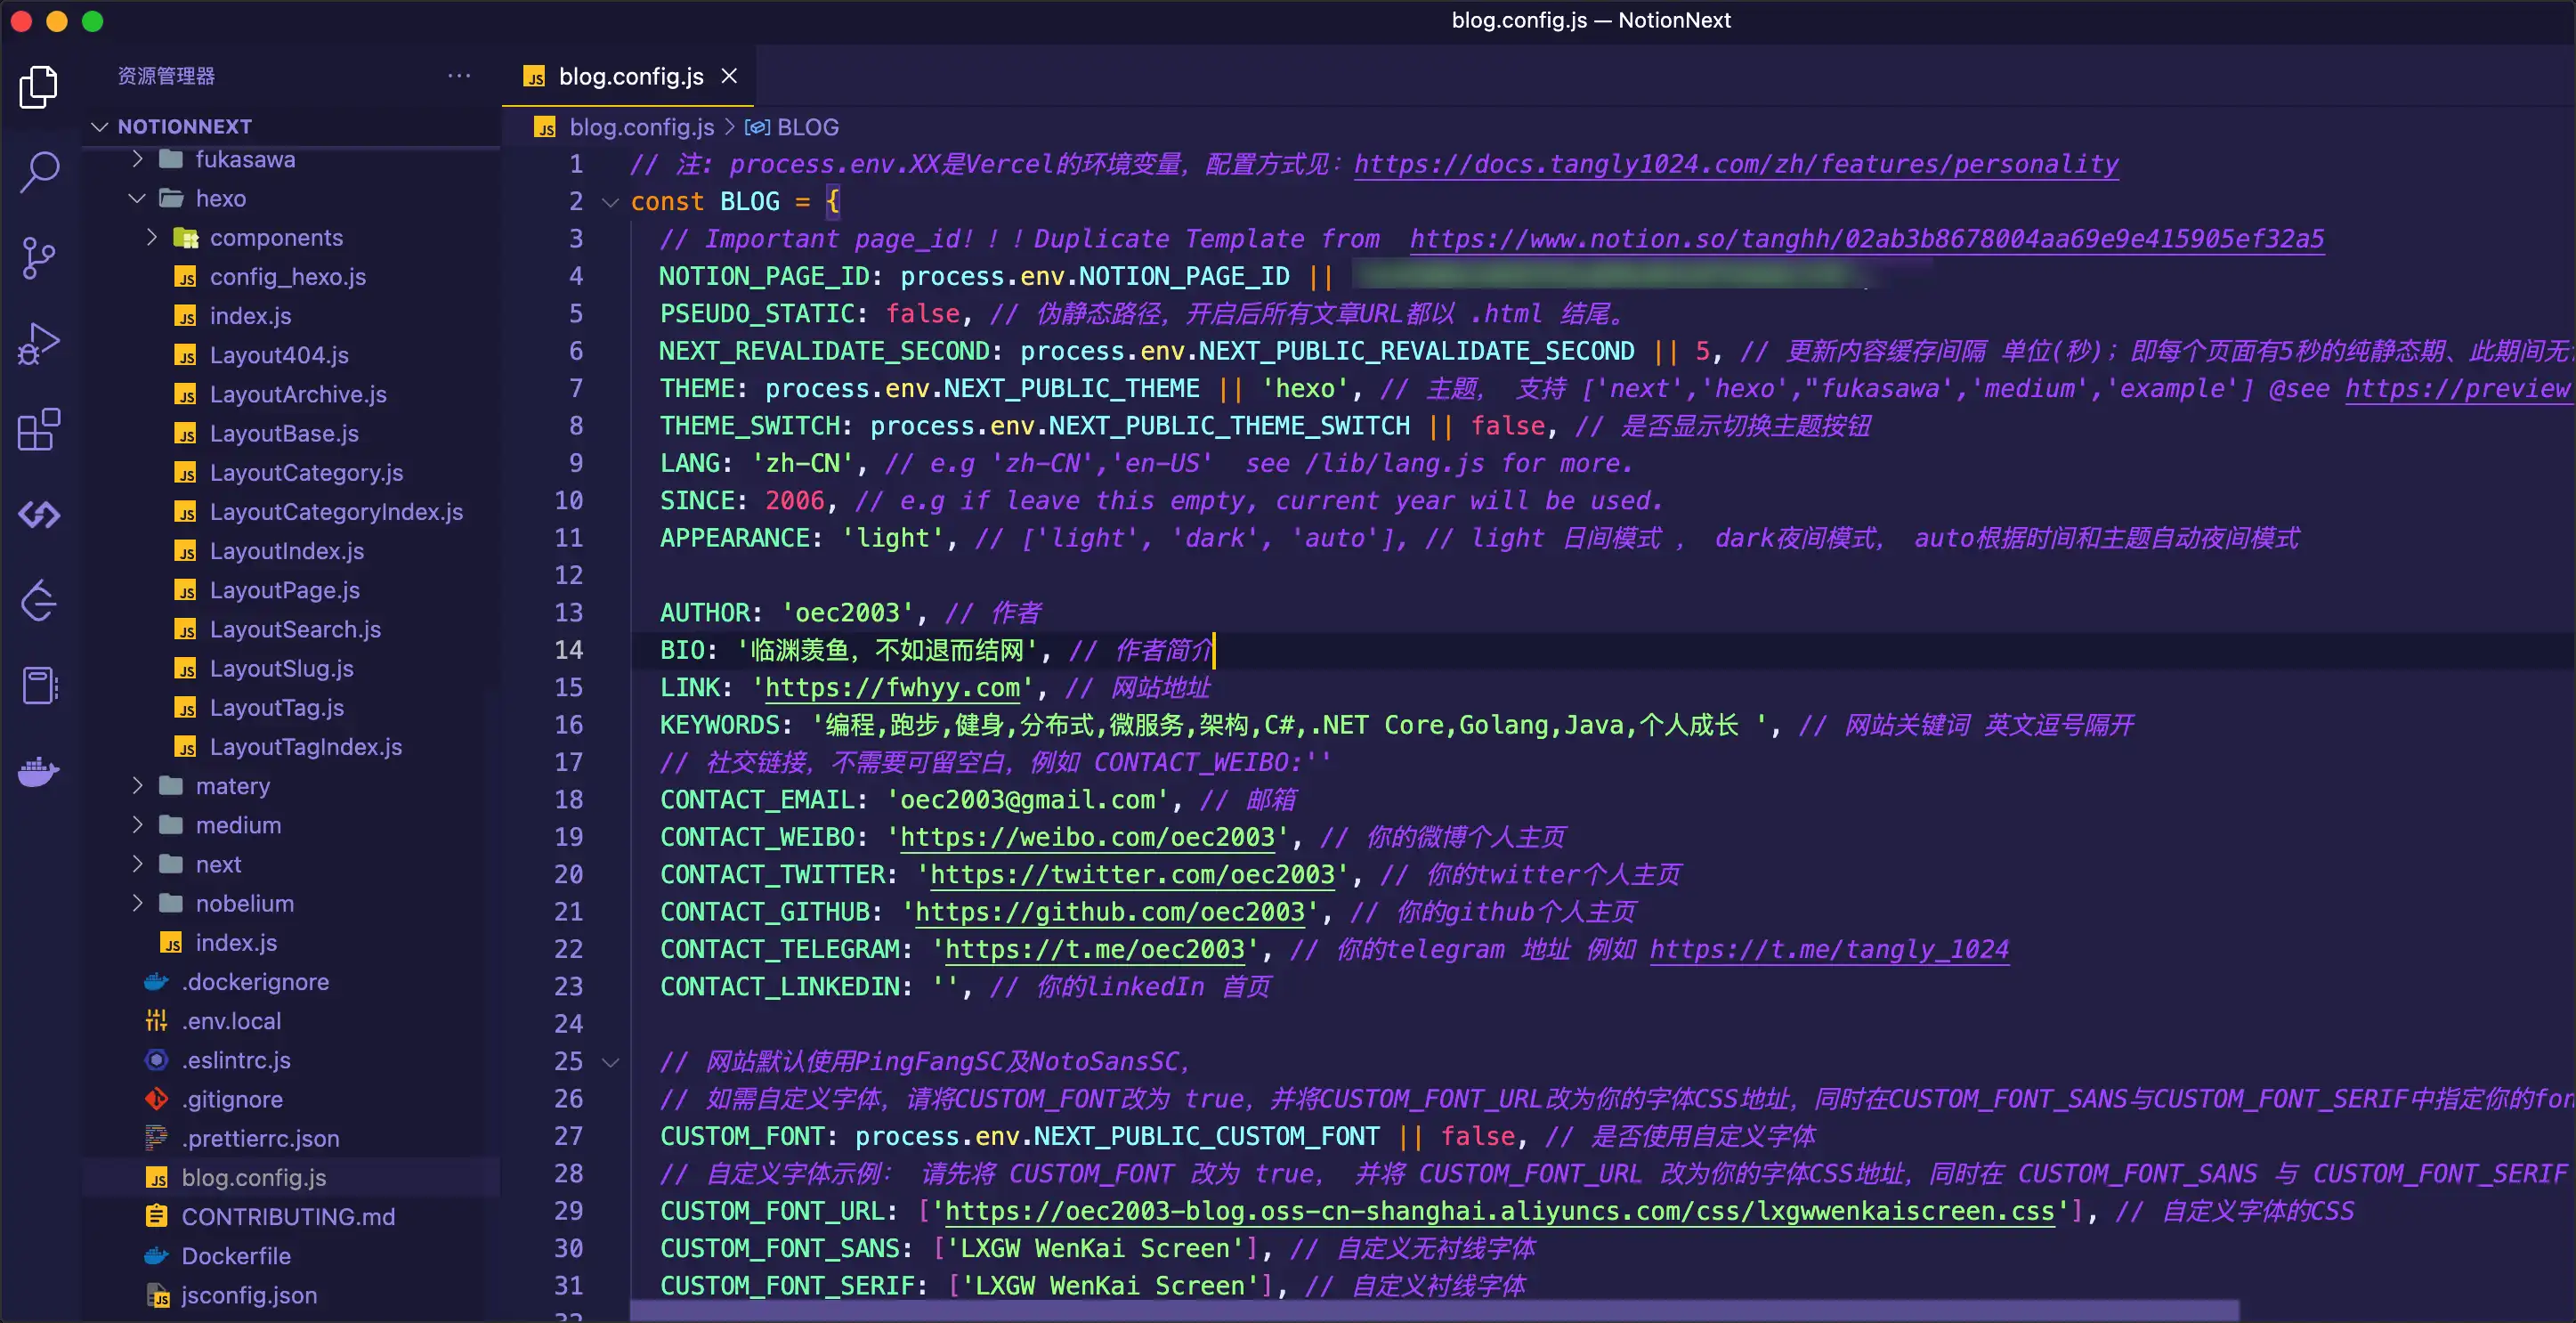 blog.config.js — NotionNext
资源管理器
NOTIONNEXT
fukasawa
hexo
components
config_hexo.js
index.js
Layout404.js
LayoutArchive.js
LayoutBase.js
LayoutCategory.js
LayoutCategoryIndex.js
LayoutIndex.js
LayoutPage.js
LayoutSearch.js
LayoutSlug.js
LayoutTag.js
LayoutTagIndex.js
matery
medium
next
nobelium
index.js
.dockerignore
.env.local
.eslintrc.js
.gitignore
.prettierrc.json
blog.config.js
CONTRIBUTING.md
Dockerfile
jsconfig.json
blog.config.js
blog.config.js > BLOG
1 // 注: process.env.XX是Vercel的环境变量，配置方式见：https://docs.tangly1024.com/zh/features/personality
2 const BLOG = {
3 // Important page_id！！！Duplicate Template from  https://www.notion.so/tanghh/02ab3b8678004aa69e9e415905ef32a5
4 NOTION_PAGE_ID: process.env.NOTION_PAGE_ID ||
5 PSEUDO_STATIC: false, // 伪静态路径，开启后所有文章URL都以 .html 结尾。
6 NEXT_REVALIDATE_SECOND: process.env.NEXT_PUBLIC_REVALIDATE_SECOND || 5, // 更新内容缓存间隔 单位(秒)；即每个页面有5秒的纯静态期、此期间无
7 THEME: process.env.NEXT_PUBLIC_THEME || 'hexo', // 主题， 支持 ['next','hexo',"fukasawa','medium','example'] @see https://preview
8 THEME_SWITCH: process.env.NEXT_PUBLIC_THEME_SWITCH || false, // 是否显示切换主题按钮
9 LANG: 'zh-CN', // e.g 'zh-CN','en-US'  see /lib/lang.js for more.
10 SINCE: 2006, // e.g if leave this empty, current year will be used.
11 APPEARANCE: 'light', // ['light', 'dark', 'auto'], // light 日间模式 ， dark夜间模式， auto根据时间和主题自动夜间模式
12
13 AUTHOR: 'oec2003', // 作者
14 BIO: '临渊羡鱼，不如退而结网', // 作者简介
15 LINK: 'https://fwhyy.com', // 网站地址
16 KEYWORDS: '编程,跑步,健身,分布式,微服务,架构,C#,.NET Core,Golang,Java,个人成长 ', // 网站关键词 英文逗号隔开
17 // 社交链接，不需要可留空白，例如 CONTACT_WEIBO:''
18 CONTACT_EMAIL: 'oec2003@gmail.com', // 邮箱
19 CONTACT_WEIBO: 'https://weibo.com/oec2003', // 你的微博个人主页
20 CONTACT_TWITTER: 'https://twitter.com/oec2003', // 你的twitter个人主页
21 CONTACT_GITHUB: 'https://github.com/oec2003', // 你的github个人主页
22 CONTACT_TELEGRAM: 'https://t.me/oec2003', // 你的telegram 地址 例如 https://t.me/tangly_1024
23 CONTACT_LINKEDIN: '', // 你的linkedIn 首页
24
25 // 网站默认使用PingFangSC及NotoSansSC，
26 // 如需自定义字体，请将CUSTOM_FONT改为 true，并将CUSTOM_FONT_URL改为你的字体CSS地址，同时在CUSTOM_FONT_SANS与CUSTOM_FONT_SERIF中指定你的fon
27 CUSTOM_FONT: process.env.NEXT_PUBLIC_CUSTOM_FONT || false, // 是否使用自定义字体
28 // 自定义字体示例： 请先将 CUSTOM_FONT 改为 true， 并将 CUSTOM_FONT_URL 改为你的字体CSS地址，同时在 CUSTOM_FONT_SANS 与 CUSTOM_FONT_SERIF
29 CUSTOM_FONT_URL: ['https://oec2003-blog.oss-cn-shanghai.aliyuncs.com/css/lxgwwenkaiscreen.css'], // 自定义字体的CSS
30 CUSTOM_FONT_SANS: ['LXGW WenKai Screen'], // 自定义无衬线字体
31 CUSTOM_FONT_SERIF: ['LXGW WenKai Screen'], // 自定义衬线字体